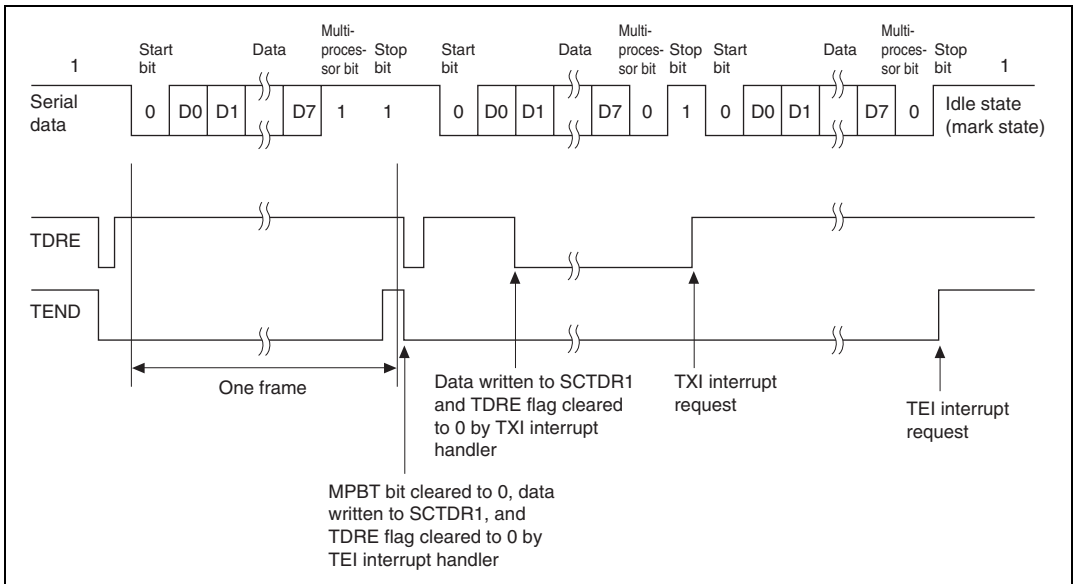 Multi-
proces-
sor bit
Start
bit
Data
Stop
bit
Start
bit
Data
Multi-
proces-
sor bit
Stop
bit
Start
bit
Data
Multi-
proces-
sor bit
Stop
bit
1
1
Serial
data
0 D0 D1 D7 1 1 0 D0 D1 D7 0 1 0 D0 D1 D7 0
Idle state
(mark state)
TDRE
TEND
One frame
Data written to SCTDR1
and TDRE flag cleared
to 0 by TXI interrupt
handler
TXI interrupt
request
TEI interrupt
request
MPBT bit cleared to 0, data
written to SCTDR1, and
TDRE flag cleared to 0 by
TEI interrupt handler